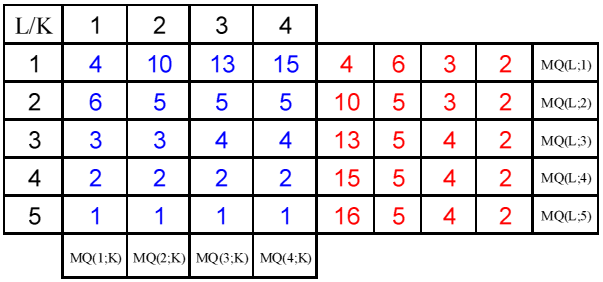 L/K 1 2 3 4
1 4 10 13 15 4 6 3 2 MQ(L;1)
2 6 5 5 5 10 5 3 2 MQ(L;2)
3 3 3 4 4 13 5 4 2 MQ(L;3)
4 2 2 2 2 15 5 4 2 MQ(L;4)
5 1 1 1 1 16 5 4 2 MQ(L;5)
MQ(1;K) MQ(2;K) MQ(3;K) MQ(4;K)